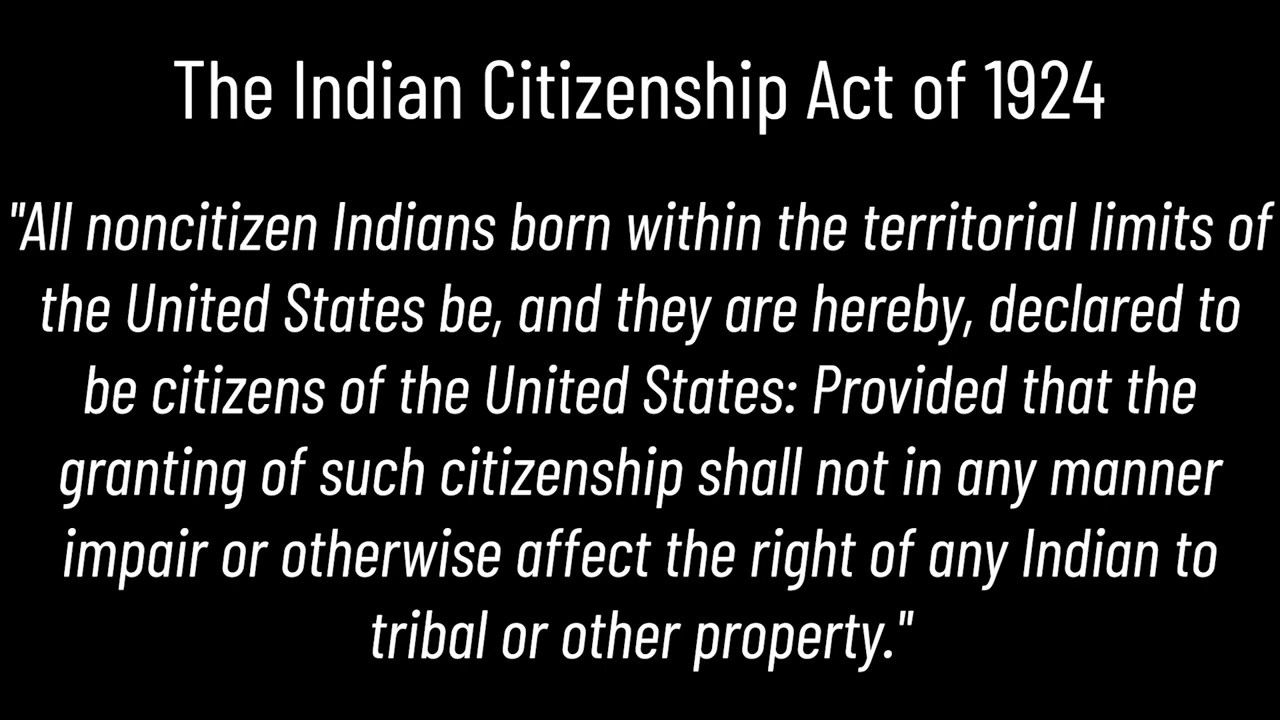 The Indian Citizenship Act of 1924
"All noncitizen Indians born within the territorial limits of
the United States be, and they are hereby, declared to
be citizens of the United States: Provided that the
granting of such citizenship shall not in any manner
impair or otherwise affect the right of any Indian to
tribal or other property."